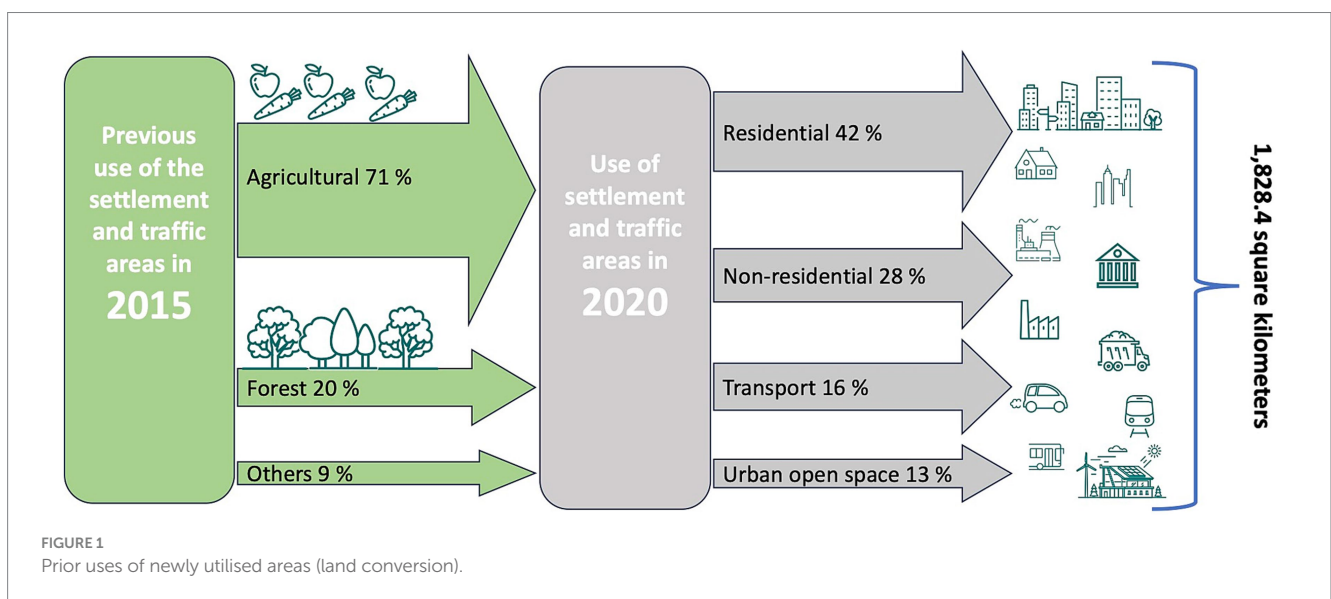 Previous
use of the
settlement
and traffic
areas in
2015
Agricultural 71 %
Forest 20 %
Others 9 %
Use of
settlement
and traffic
areas in
2020
Residential 42 %
Non-residential 28 %
Transport 16 %
Urban open space 13 %
1,828.4 square kilometers
FIGURE 1
Prior uses of newly utilised areas (land conversion).